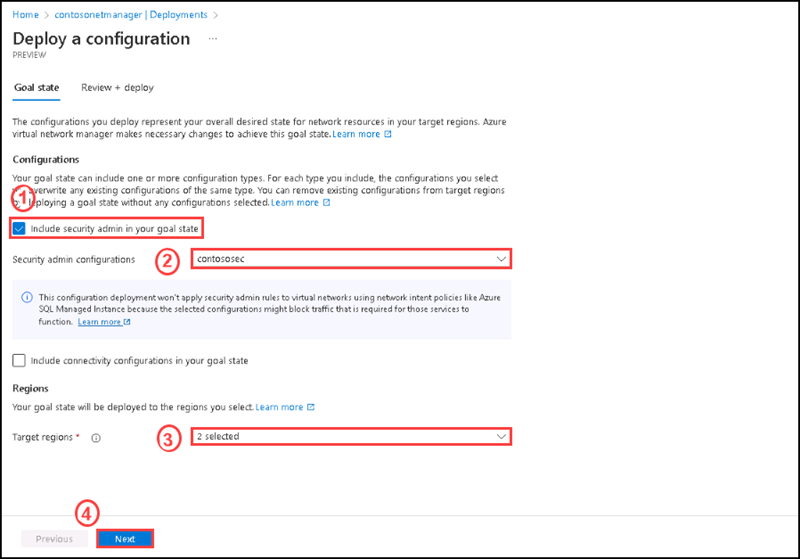 Home > contosonetmanager | Deployments >
Deploy a configuration ...
PREVIEW
Goal state Review + deploy
The configurations you deploy represent your overall desired state for network resources in your target regions. Azure
virtual network manager makes necessary changes to achieve this goal state. Learn more
Configurations
Your goal state can include one or more configuration types. For each type you include, the configurations you select
overwrite any existing configurations of the same type. You can remove existing configurations from target regions
1
eploying a goal state without any configurations selected. Learn more
Include security admin in your goal state
Security admin configurations 2 contososec
This configuration deployment won't apply security admin rules to virtual networks using network intent policies like Azure
SQL Managed Instance because the selected configurations might block traffic that is required for those services to
function. Learn more
Include connectivity configurations in your goal state
Regions
Your goal state will be deployed to the regions you select. Learn more
Target regions * 3 2 selected
4
Previous Next